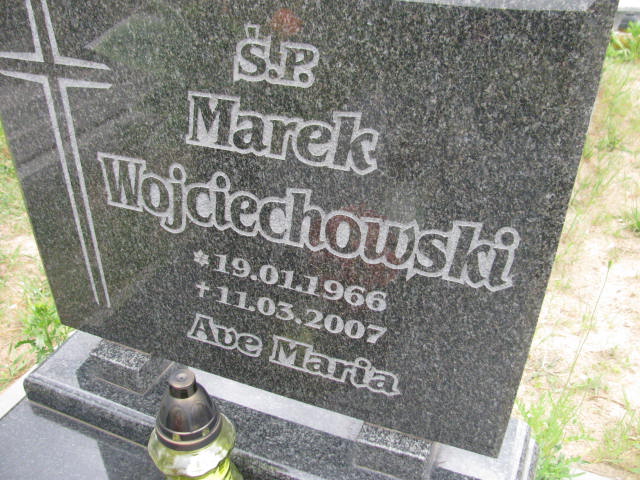 Ś.P.
Marek
Wojciechowski
*19.01.1966
+11.03.2007
Ave Maria